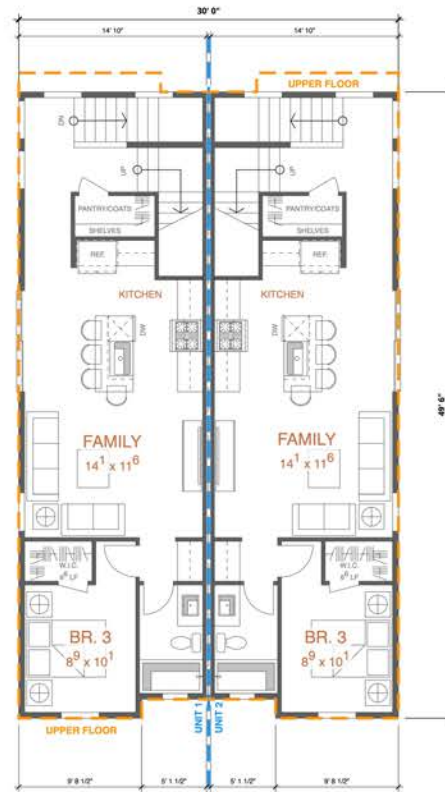 30' 0"
14' 10" 14' 10"
UPPER FLOOR
DN
UP UP
PANTRY/COATS PANTRY/COATS
SHELVES SHELVES
REF. REF.
KITCHEN KITCHEN
DW DW
49' 6"
FAMILY FAMILY
14¹ x 11⁶ 14¹ x 11⁶
W.I.C. W.I.C.
6⁶ LF 6⁶ LF
BR. 3 BR. 3
8⁹ x 10¹ 8⁹ x 10¹
UNIT 1 UNIT 2
UPPER FLOOR
9' 8 1/2" 5' 1 1/2" 5' 1 1/2" 9' 8 1/2"